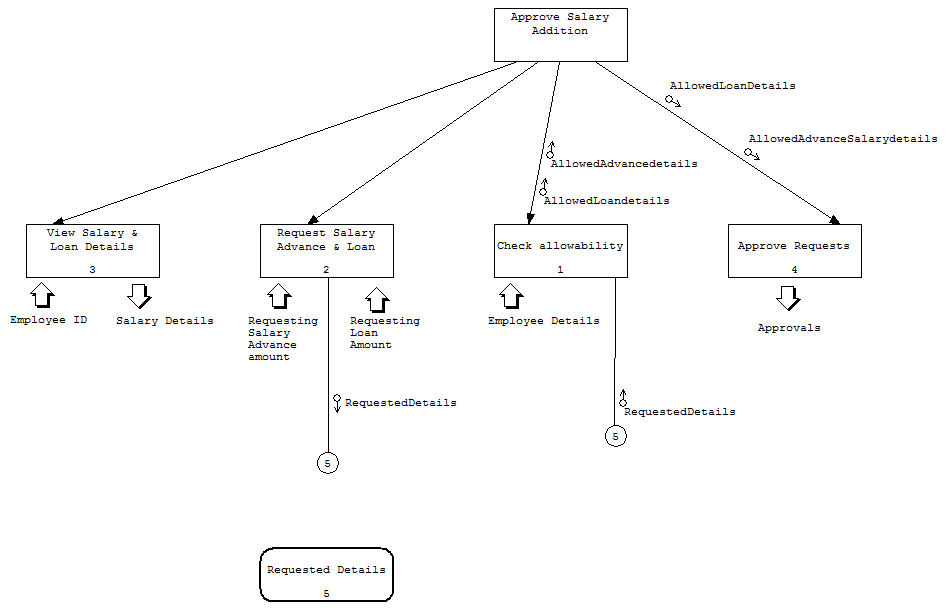 Approve Salary
Addition
AllowedLoanDetails
AllowedAdvanceSalarydetails
AllowedAdvancedetails
AllowedLoandetails
View Salary &
Loan Details
3
Request Salary
Advance & Loan
2
Check allowability
1
Approve Requests
4
Employee ID
Salary Details
Requesting
Salary
Advance
amount
Requesting
Loan
Amount
Employee Details
Approvals
RequestedDetails
RequestedDetails
5
5
Requested Details
5